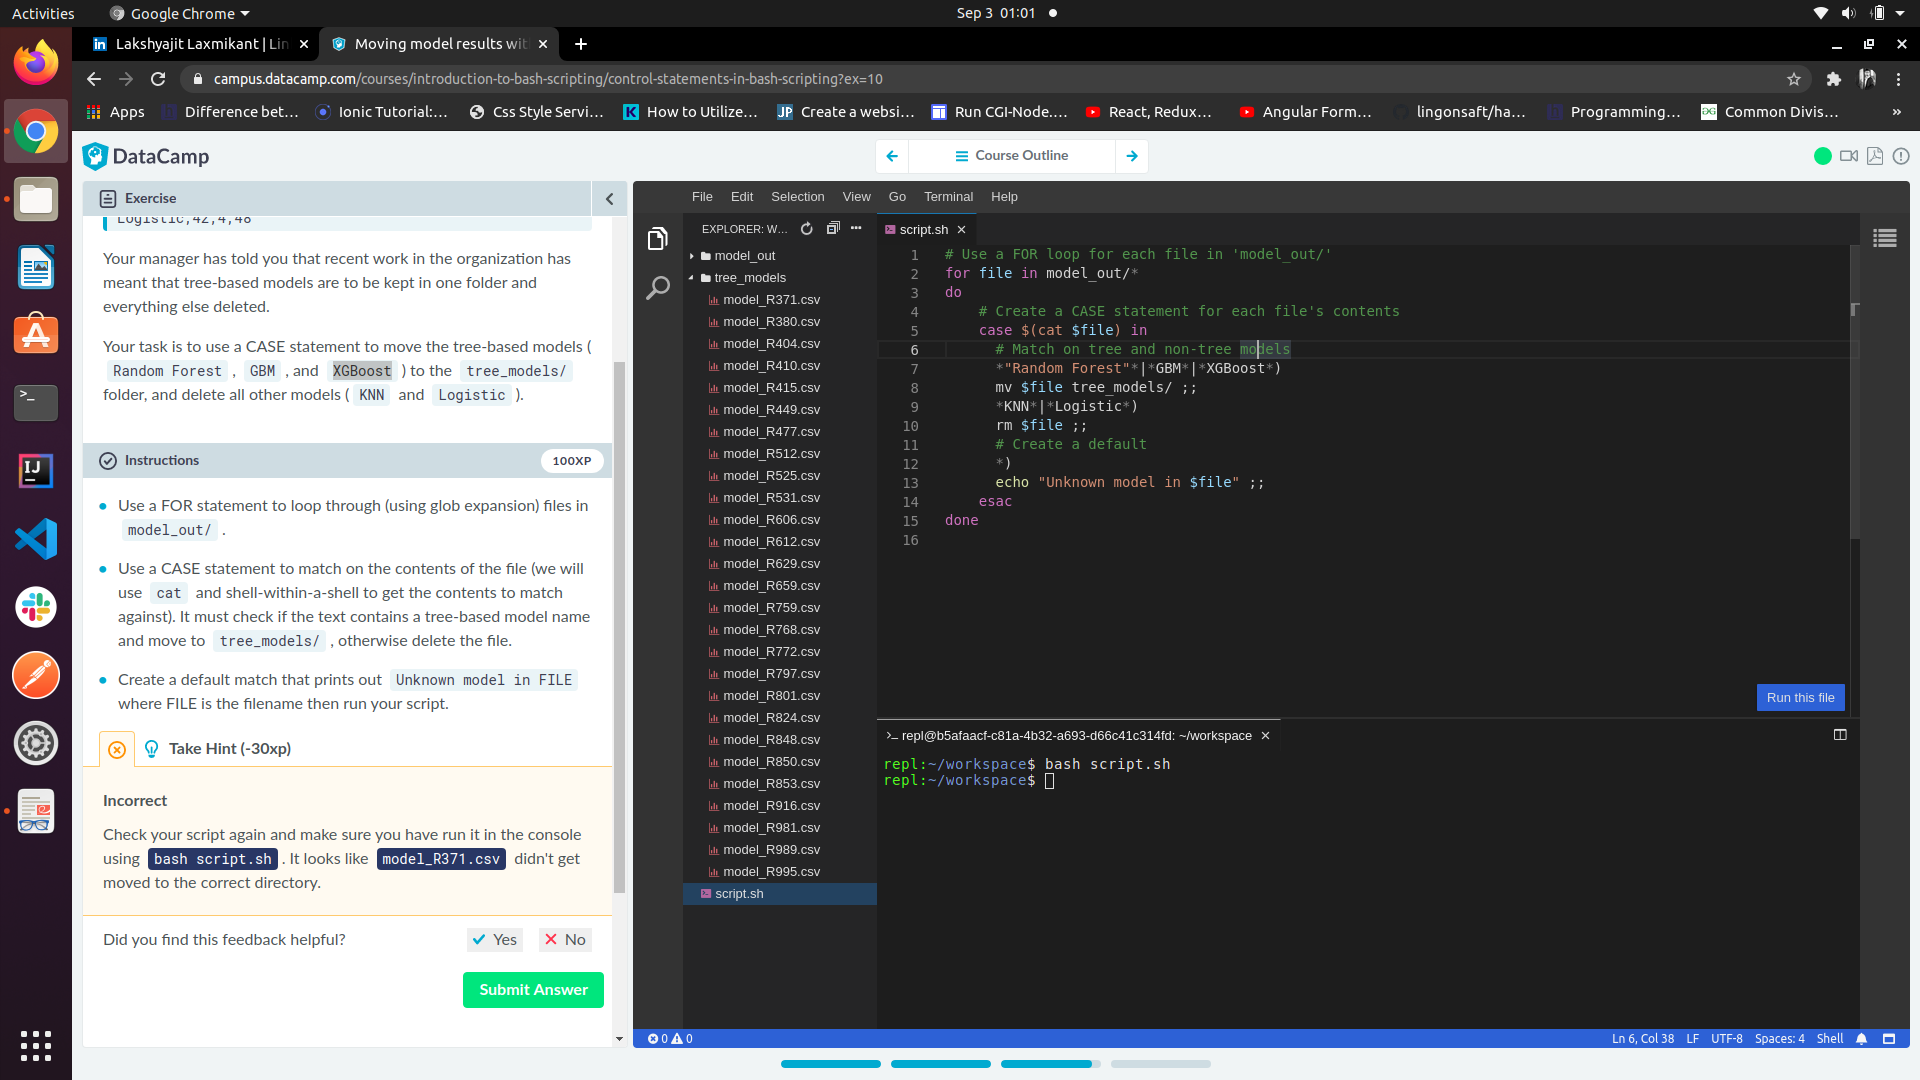 Activities
Google Chrome
Sep 3 01:01
Lakshyajit Laxmikant | Lin
Moving model results wit
campus.datacamp.com/courses/introduction-to-bash-scripting/control-statements-in-bash-scripting?ex=10
Apps
Difference bet...
Ionic Tutorial:...
Css Style Servi...
How to Utilize...
Create a websi...
Run CGI-Node....
React, Redux...
Angular Form...
lingonsaft/ha...
Programming...
Common Divis...
»
DataCamp
Course Outline
Exercise
Logistic,42,4,48
Your manager has told you that recent work in the organization has
meant that tree-based models are to be kept in one folder and
everything else deleted.
Your task is to use a CASE statement to move the tree-based models (
Random Forest , GBM , and XGBoost ) to the tree_models/
folder, and delete all other models ( KNN and Logistic ).
Instructions
100XP
Use a FOR statement to loop through (using glob expansion) files in
model_out/ .
Use a CASE statement to match on the contents of the file (we will
use cat and shell-within-a-shell to get the contents to match
against). It must check if the text contains a tree-based model name
and move to tree_models/ , otherwise delete the file.
Create a default match that prints out Unknown model in FILE
where FILE is the filename then run your script.
Take Hint (-30xp)
Incorrect
Check your script again and make sure you have run it in the console
using bash script.sh . It looks like model_R371.csv didn't get
moved to the correct directory.
Did you find this feedback helpful?
Yes
No
Submit Answer
File Edit Selection View Go Terminal Help
EXPLORER: W...
model_out
tree_models
model_R371.csv
model_R380.csv
model_R404.csv
model_R410.csv
model_R415.csv
model_R449.csv
model_R477.csv
model_R512.csv
model_R525.csv
model_R531.csv
model_R606.csv
model_R612.csv
model_R629.csv
model_R659.csv
model_R759.csv
model_R768.csv
model_R772.csv
model_R797.csv
model_R801.csv
model_R824.csv
model_R848.csv
model_R850.csv
model_R853.csv
model_R916.csv
model_R981.csv
model_R989.csv
model_R995.csv
script.sh
script.sh
1 # Use a FOR loop for each file in 'model_out/'
2 for file in model_out/*
3 do
4 # Create a CASE statement for each file's contents
5 case $(cat $file) in
6 # Match on tree and non-tree models
7 *"Random Forest"*|*GBM*|*XGBoost*)
8 mv $file tree_models/ ;;
9 *KNN*|*Logistic*)
10 rm $file ;;
11 # Create a default
12 *)
13 echo "Unknown model in $file" ;;
14 esac
15 done
16
Run this file
repl@b5afaacf-c81a-4b32-a693-d66c41c314fd: ~/workspace
repl:~/workspace$ bash script.sh
repl:~/workspace$
0 0
Ln 6, Col 38 LF UTF-8 Spaces: 4 Shell